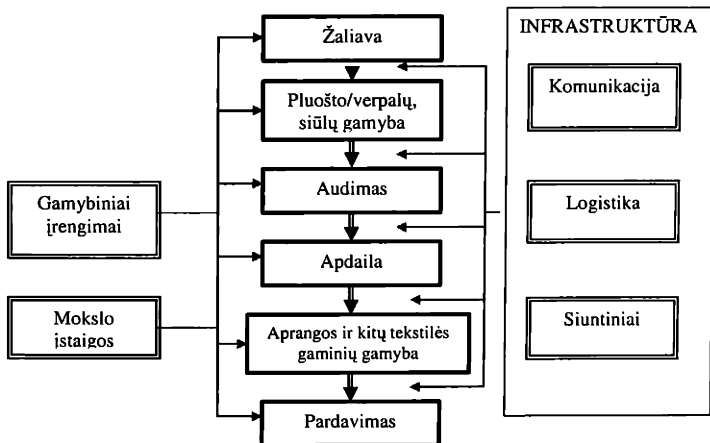 Žaliava
Pluošto/verpalų,
siūlų gamyba
Audimas
Apdaila
Aprangos ir kitų tekstilės
gaminių gamyba
Pardavimas
Gamybiniai
įrengimai
Mokslo
įstaigos
INFRASTRUKTŪRA
Komunikacija
Logistika
Siuntiniai